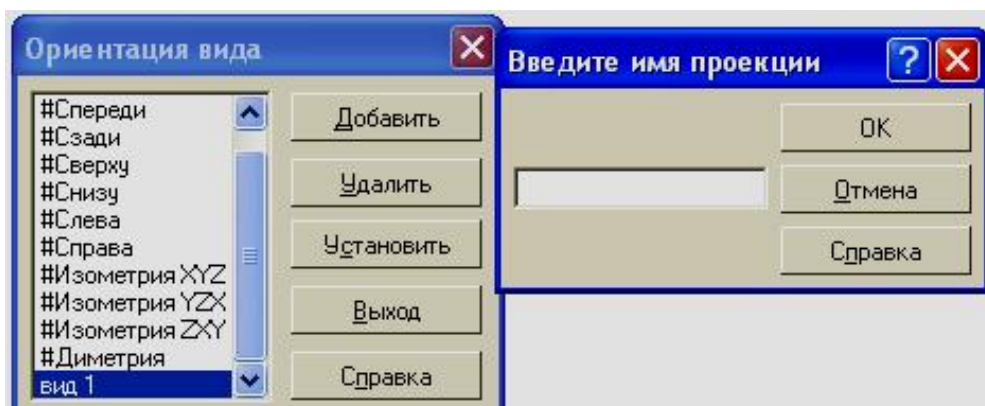 Ориентация вида
#Спереди
#Сзади
#Сверху
#Снизу
#Слева
#Справа
#Изометрия XYZ
#Изометрия YZX
#Изометрия ZXY
#Диметрия
вид 1
Добавить
Удалить
Установить
Выход
Справка
Введите имя проекции
?
OK
Отмена
Справка